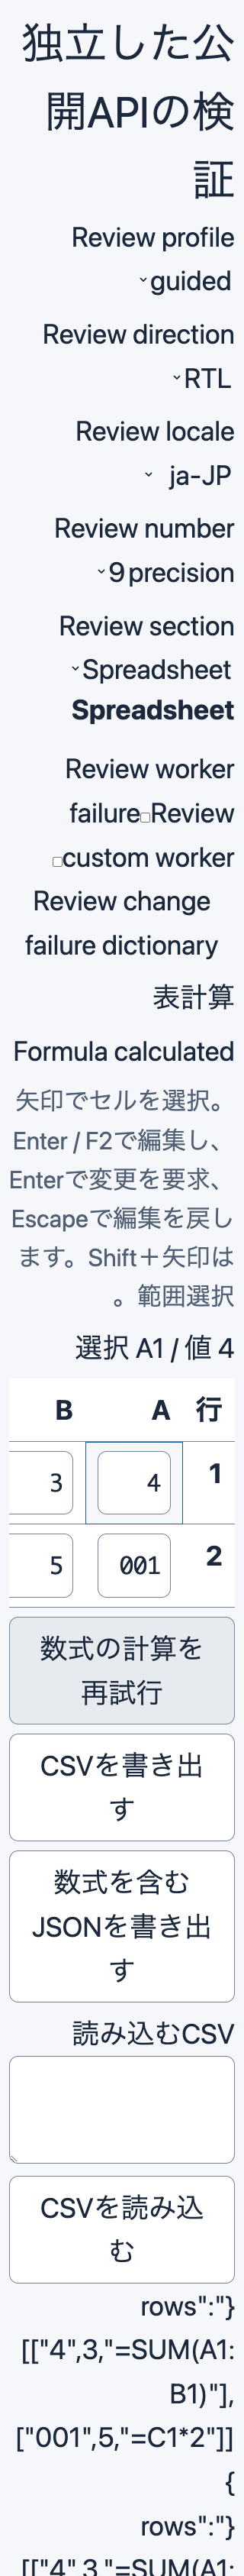 独立した公
開APIの検
証
Review profile
guided
Review direction
RTL
Review locale
ja-JP
Review number
9 precision
Review section
Spreadsheet
Spreadsheet
Review worker
failure Review
custom worker
Review change
failure dictionary
表計算
Formula calculated
矢印でセルを選択。
Enter / F2で編集し、
Enterで変更を要求、
Escapeで編集を戻し
ます。Shift＋矢印は
。範囲選択
選択 A1 / 値 4
B A 行
3 4 1
5 001 2
数式の計算を
再試行
CSVを書き出
す
数式を含む
JSONを書き出
す
読み込むCSV
CSVを読み込
む
rows":"}
[["4",3,"=SUM(A1:
B1)"],
["001",5,"=C1*2"]]
{
rows":"}
[["4",3,"=SUM(A1: